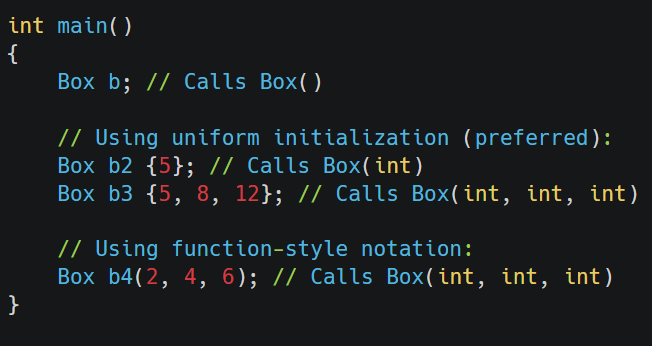 int main()
{
    Box b; // Calls Box()

    // Using uniform initialization (preferred):
    Box b2 {5}; // Calls Box(int)
    Box b3 {5, 8, 12}; // Calls Box(int, int, int)

    // Using function-style notation:
    Box b4(2, 4, 6); // Calls Box(int, int, int)
}